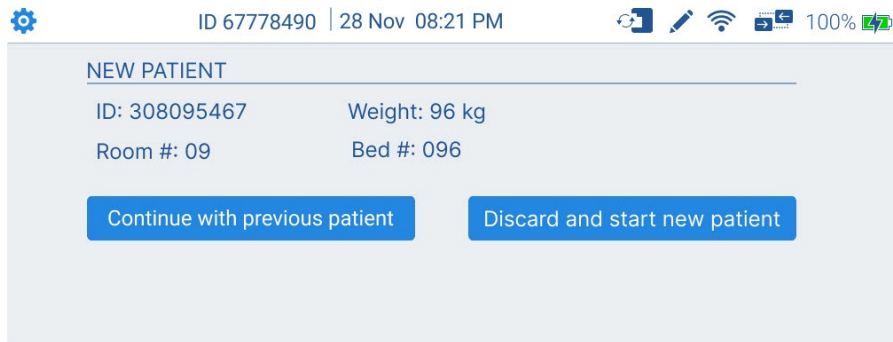 ID 67778490 28 Nov 08:21 PM 100%
NEW PATIENT
ID: 308095467 Weight: 96 kg
Room #: 09 Bed #: 096
Continue with previous patient Discard and start new patient